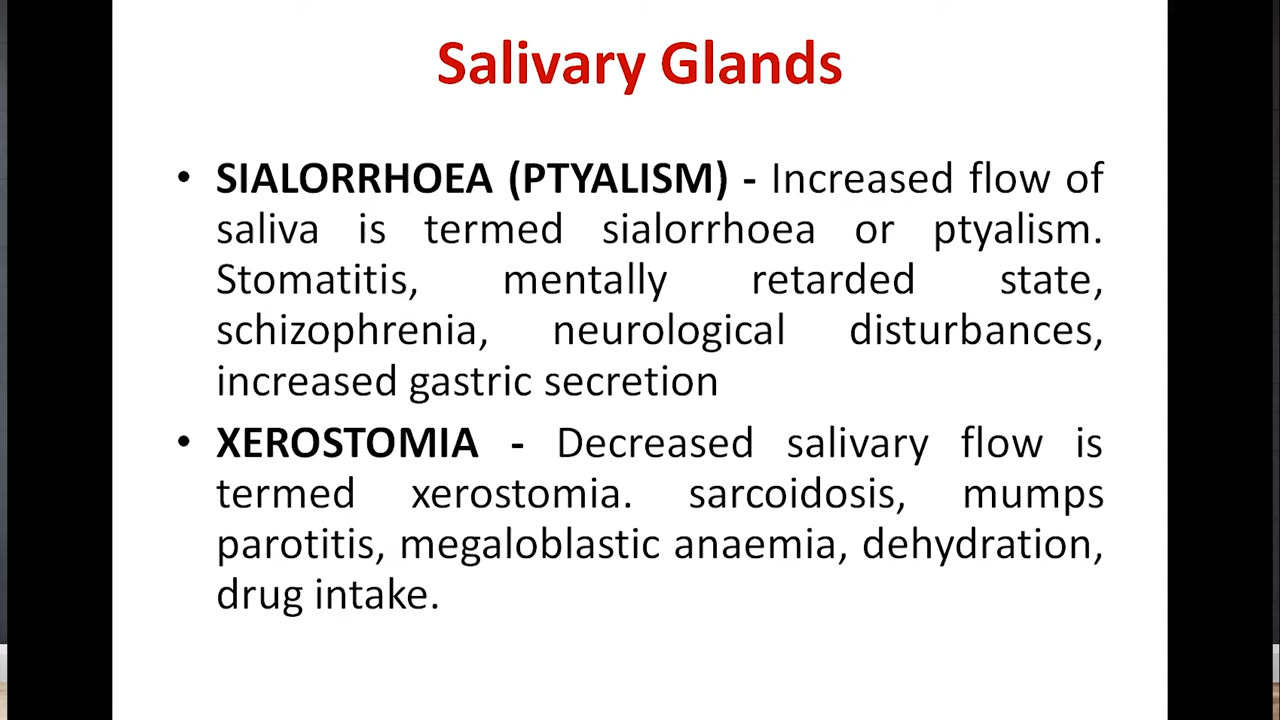 Salivary Glands
• SIALORRHOEA (PTYALISM) - Increased flow of
saliva is termed sialorrhoea or ptyalism.
Stomatitis, mentally retarded state,
schizophrenia, neurological disturbances,
increased gastric secretion
• XEROSTOMIA - Decreased salivary flow is
termed xerostomia. sarcoidosis, mumps
parotitis, megaloblastic anaemia, dehydration,
drug intake.